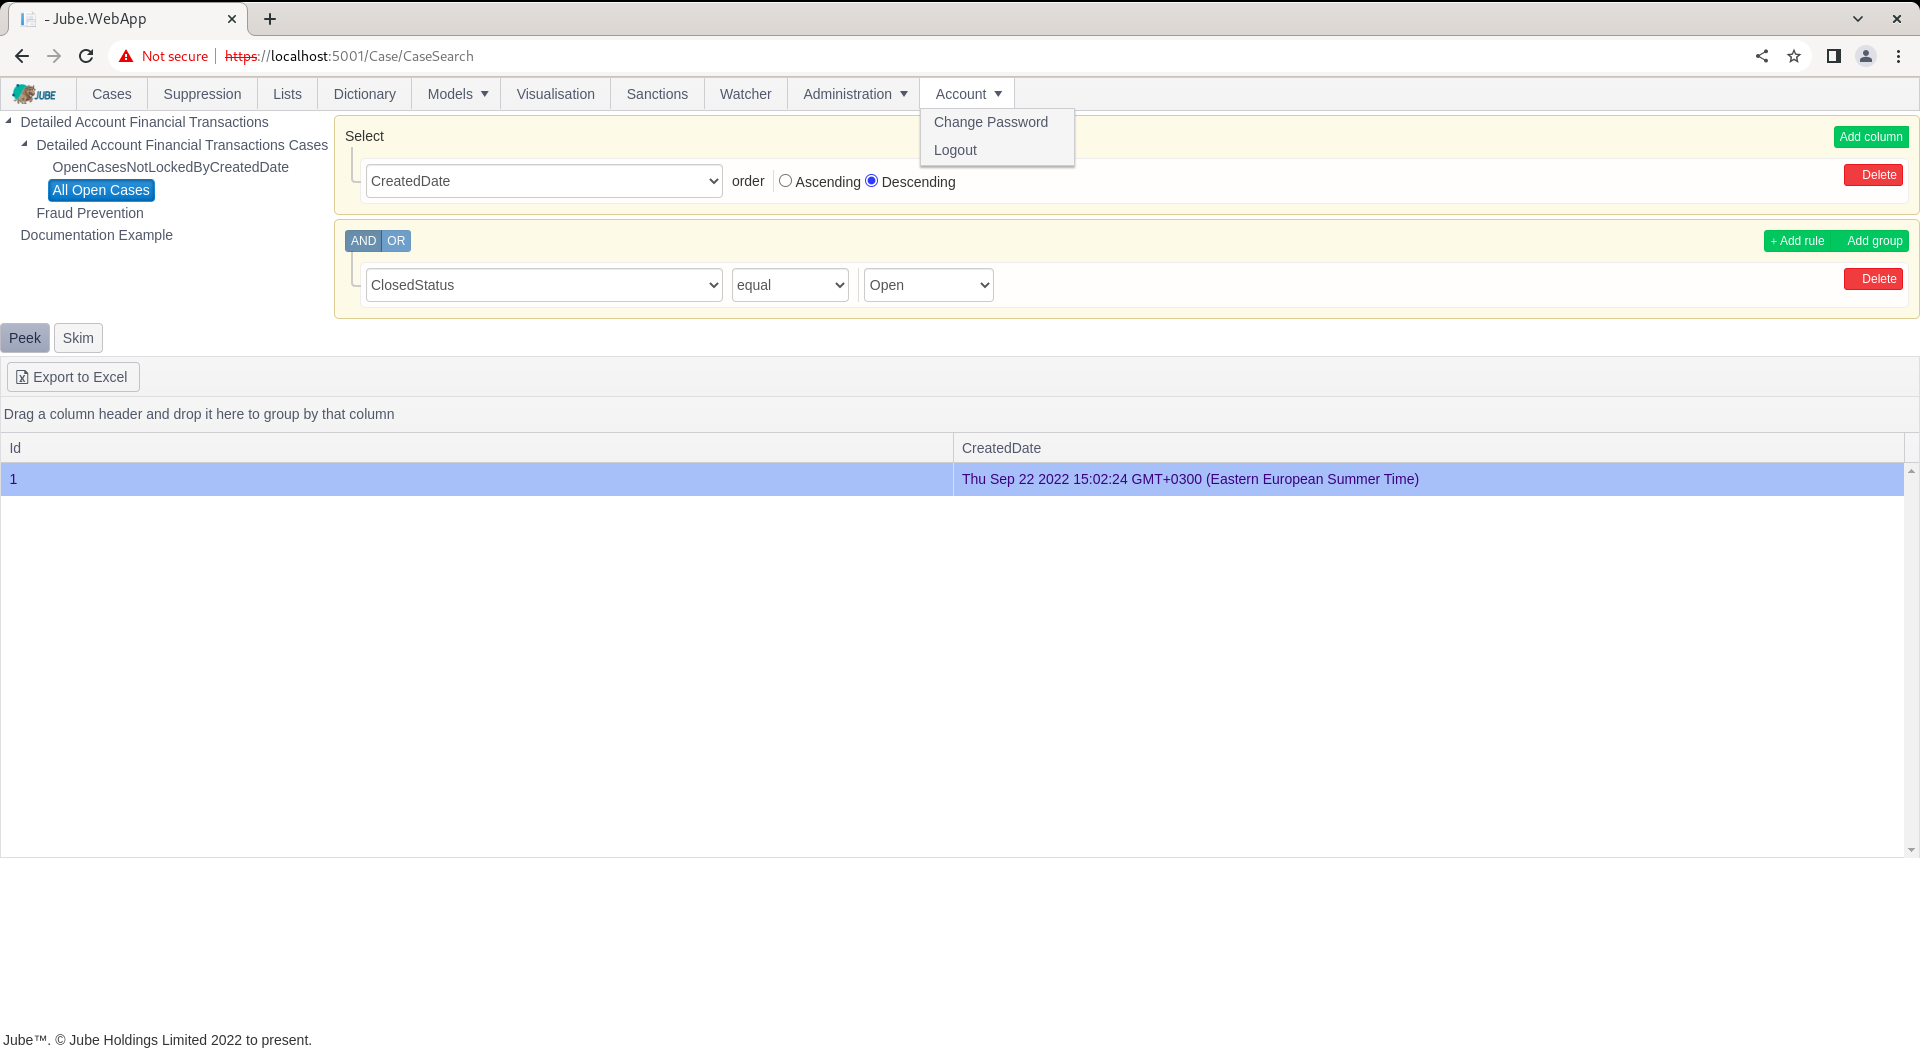 - Jube.WebApp
Not secure https://localhost:5001/Case/CaseSearch
JUBE Cases Suppression Lists Dictionary Models Visualisation Sanctions Watcher Administration Account
Change Password
Logout
Detailed Account Financial Transactions
Detailed Account Financial Transactions Cases
OpenCasesNotLockedByCreatedDate
All Open Cases
Fraud Prevention
Documentation Example
Select Add column
CreatedDate order Ascending Descending Delete
AND OR + Add rule Add group
ClosedStatus equal Open Delete
Peek Skim
Export to Excel
Drag a column header and drop it here to group by that column
Id CreatedDate
1 Thu Sep 22 2022 15:02:24 GMT+0300 (Eastern European Summer Time)
Jube™. © Jube Holdings Limited 2022 to present.